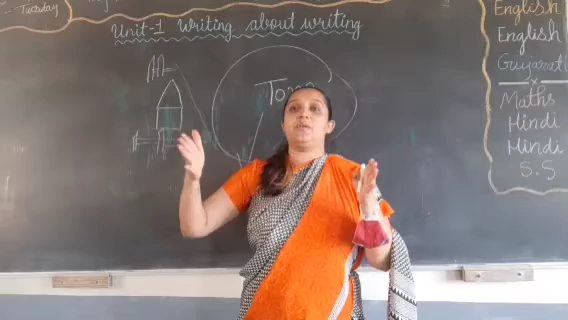 Tuesday
Unit-1 Writing about writing
English
English
Gujarati
Maths
Hindi
Hindi
S.S